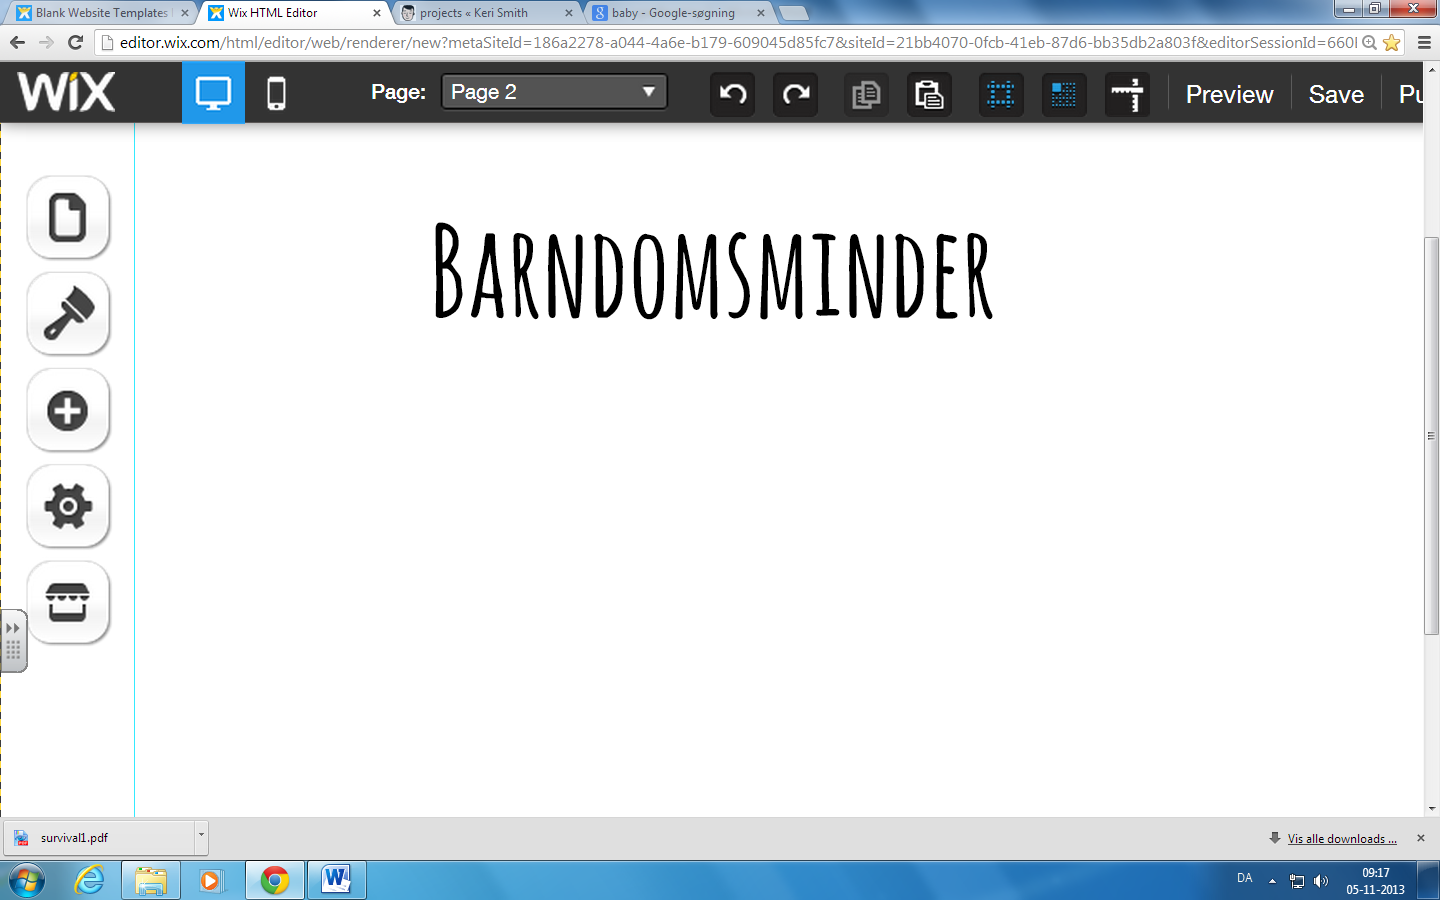 Blank Website Templates
Wix HTML Editor
projects « Keri Smith
baby - Google-søgning
editor.wix.com/html/editor/web/renderer/new?metaSiteId=186a2278-a044-4a6e-b179-609045d85fc7&siteId=21bb4070-0fcb-41eb-87d6-bb35db2a803f&editorSessionId=660
WiX
Page:
Page 2
Preview
Save
Pu
Barndomsminder
survival1.pdf
Vis alle downloads ...
DA
09:17
05-11-2013